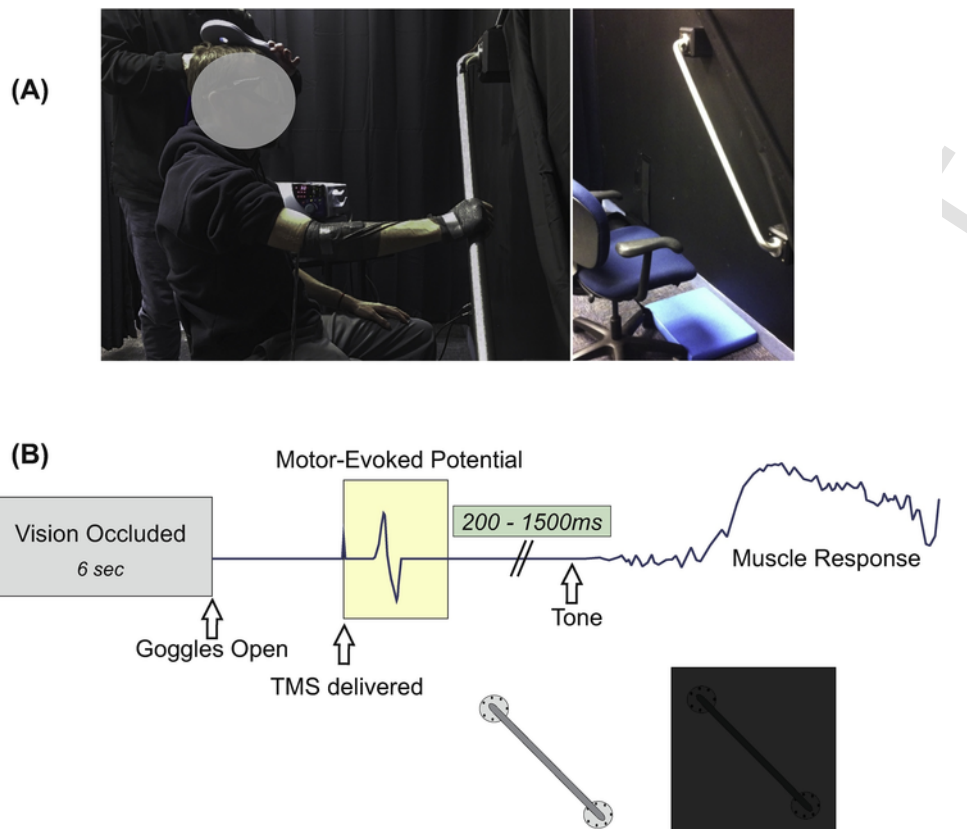 (A)
(B)
Motor-Evoked Potential
200 - 1500ms
Vision Occluded
6 sec
Muscle Response
Tone
Goggles Open
TMS delivered